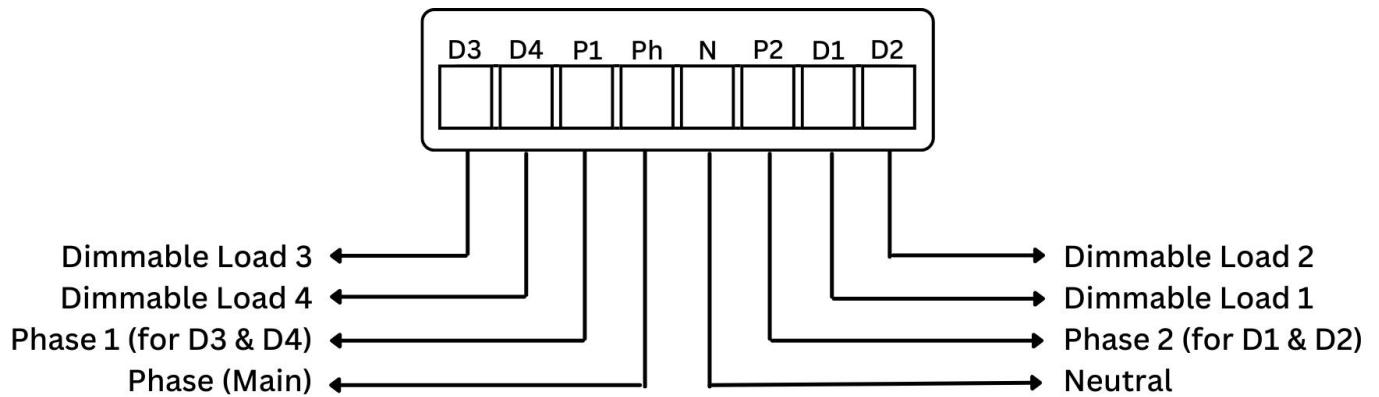 D3 D4 P1 Ph N P2 D1 D2
Dimmable Load 3
Dimmable Load 4
Phase 1 (for D3 & D4)
Phase (Main)
Dimmable Load 2
Dimmable Load 1
Phase 2 (for D1 & D2)
Neutral